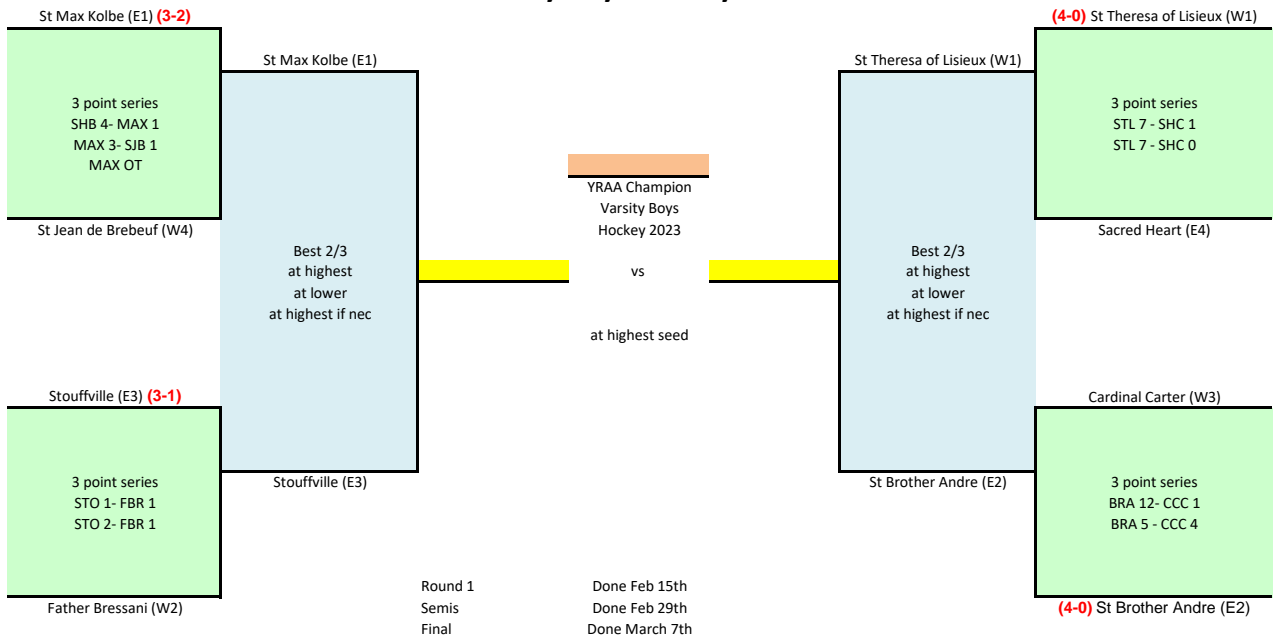 St Max Kolbe (E1) (3-2)
(4-0) St Theresa of Lisieux (W1)
St Max Kolbe (E1)
St Theresa of Lisieux (W1)
3 point series
SHB 4- MAX 1
MAX 3- SJB 1
MAX OT
3 point series
STL 7 - SHC 1
STL 7 - SHC 0
YRAA Champion
Varsity Boys
Hockey 2023
St Jean de Brebeuf (W4)
Sacred Heart (E4)
Best 2/3
at highest
at lower
at highest if nec
vs
Best 2/3
at highest
at lower
at highest if nec
at highest seed
Stouffville (E3) (3-1)
Cardinal Carter (W3)
3 point series
STO 1- FBR 1
STO 2- FBR 1
Stouffville (E3)
St Brother Andre (E2)
3 point series
BRA 12- CCC 1
BRA 5 - CCC 4
Father Bressani (W2)
(4-0) St Brother Andre (E2)
Round 1 Done Feb 15th
Semis Done Feb 29th
Final Done March 7th